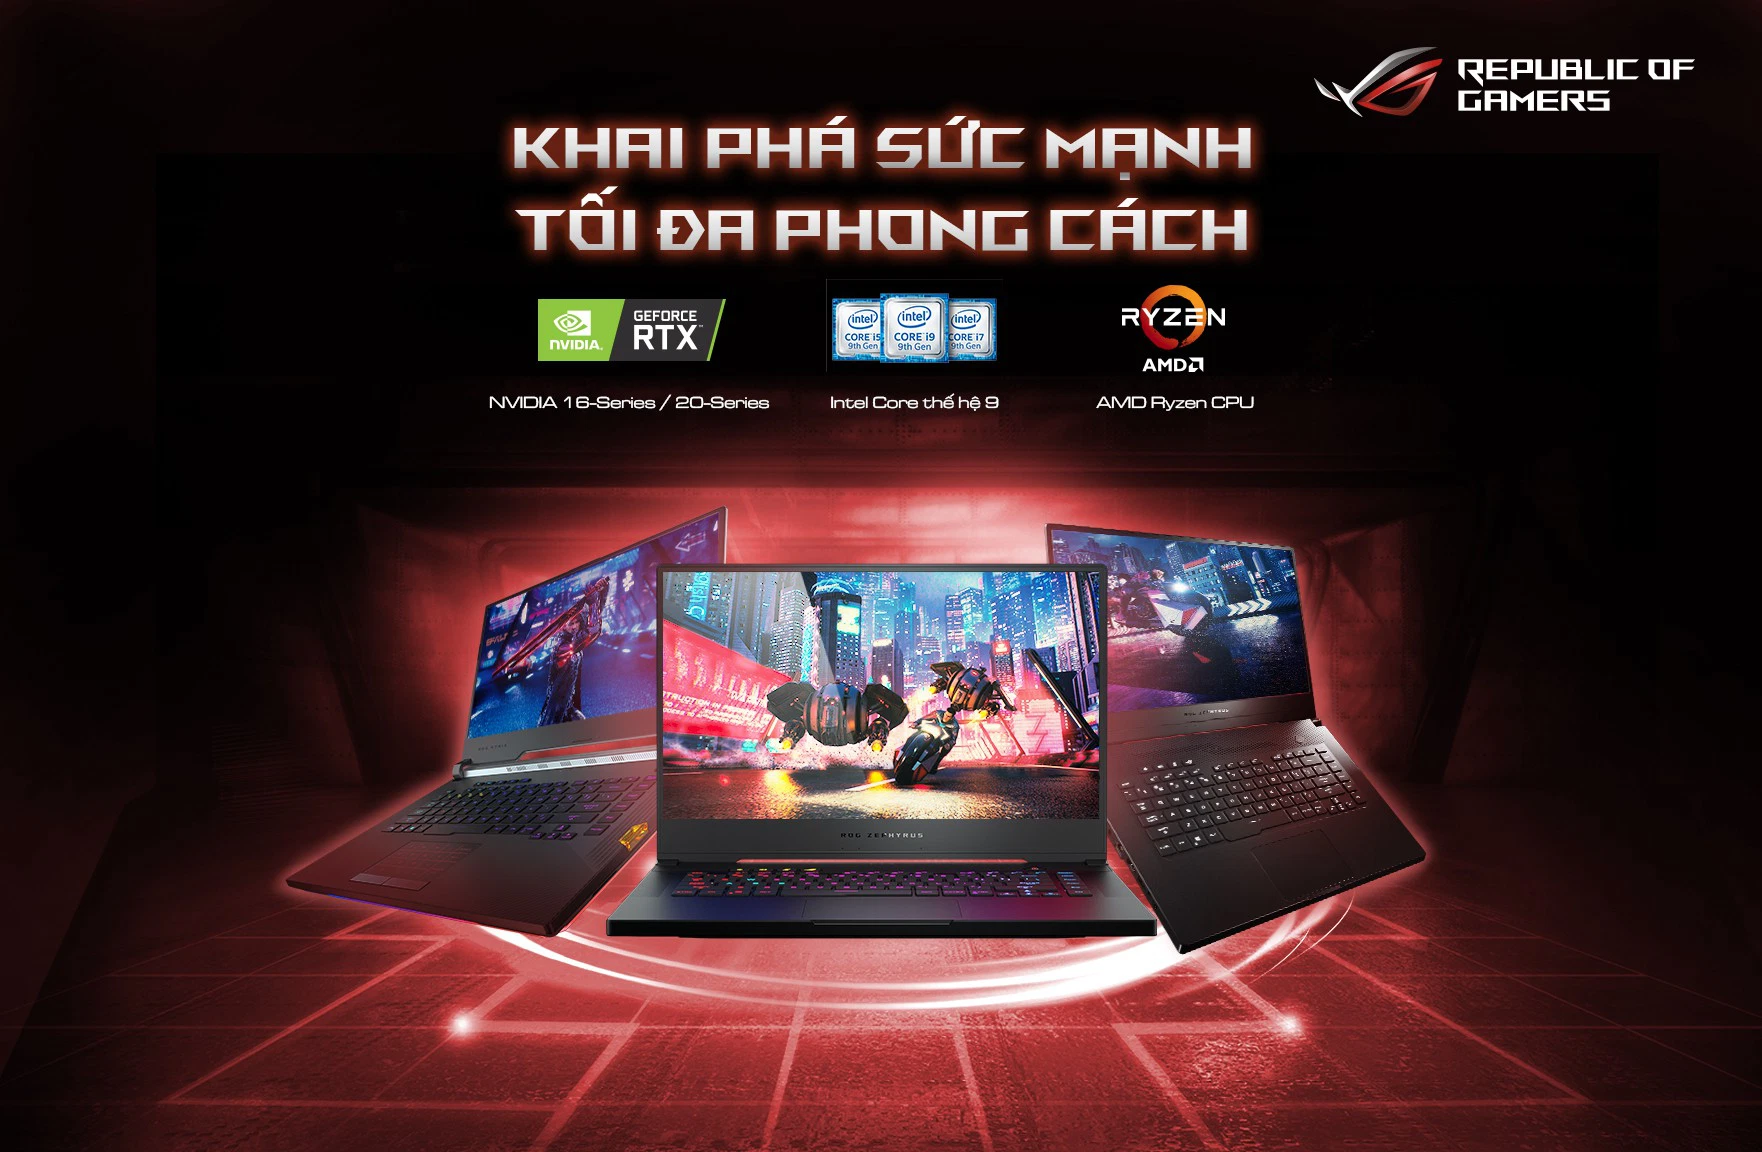 REPUBLIC OF
GAMERS
KHAI PHÁ SỨC MẠNH
TỐI ĐA PHONG CÁCH
NVIDIA.
GEFORCE
RTX™
intel
CORE i5
9th Gen
intel
CORE i9
9th Gen
intel
CORE i7
9th Gen
RYZEN
AMD
NVIDIA 16-Series / 20-Series
Intel Core thế hệ 9
AMD Ryzen CPU
ROG ZEPHYRUS